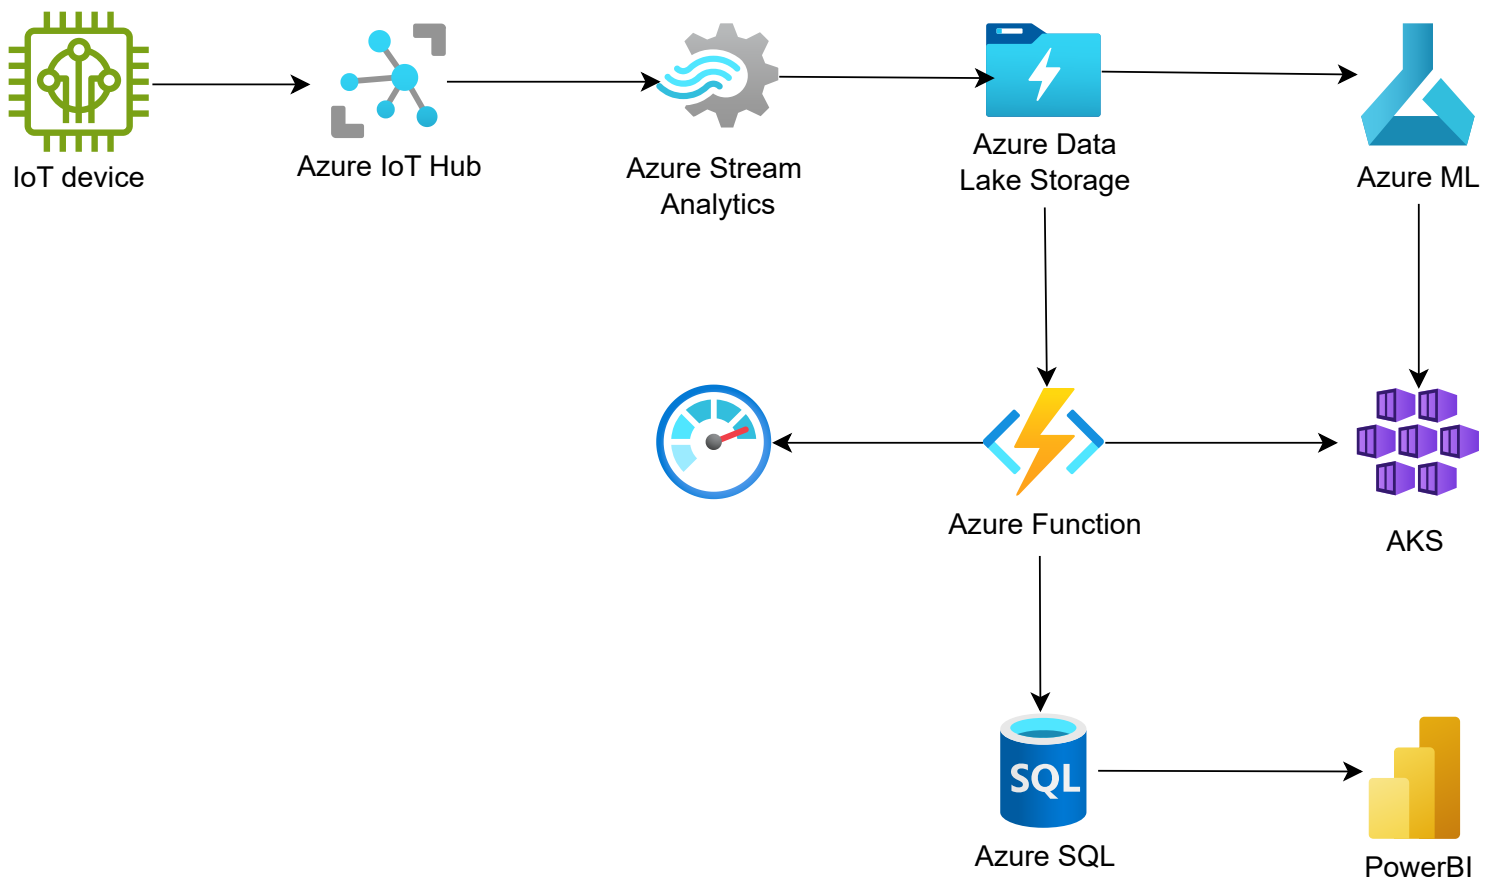 IoT device
Azure IoT Hub
Azure Stream
Analytics
Azure Data
Lake Storage
Azure ML
Azure Function
AKS
SQL
Azure SQL
PowerBI